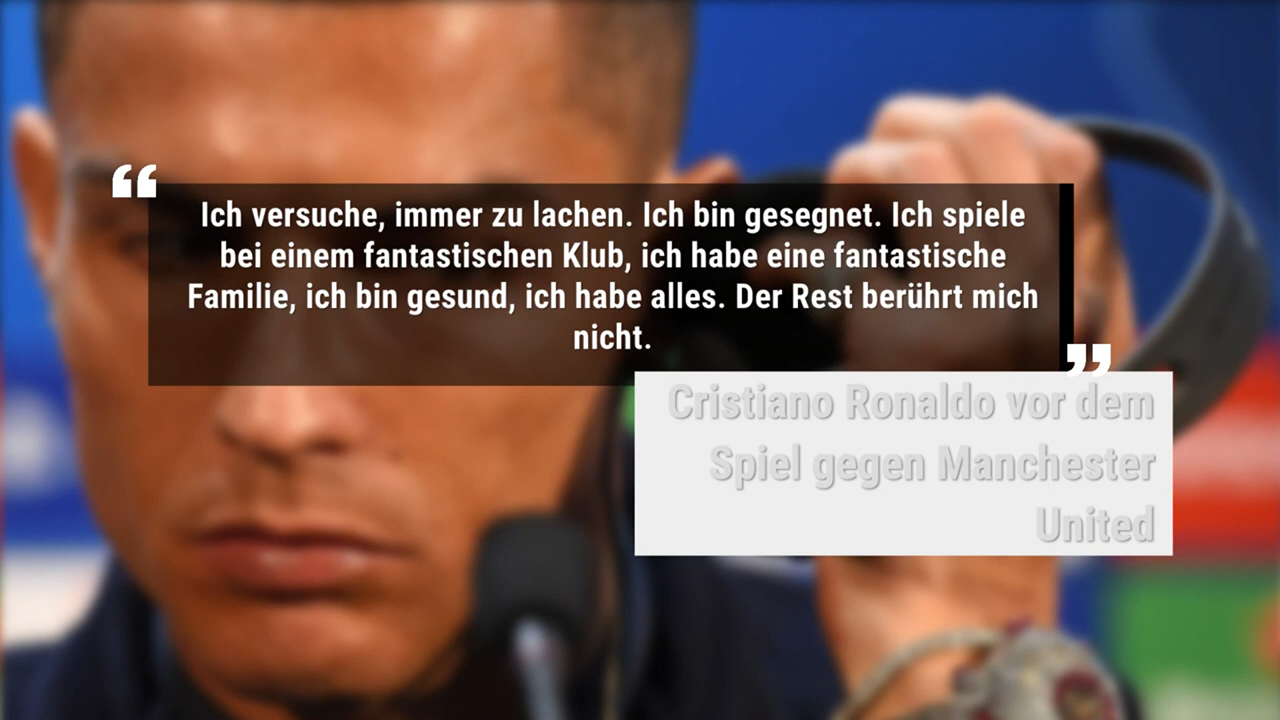 “
Ich versuche, immer zu lachen. Ich bin gesegnet. Ich spiele
bei einem fantastischen Klub, ich habe eine fantastische
Familie, ich bin gesund, ich habe alles. Der Rest berührt mich
nicht.
”
Cristiano Ronaldo vor dem
Spiel gegen Manchester
United